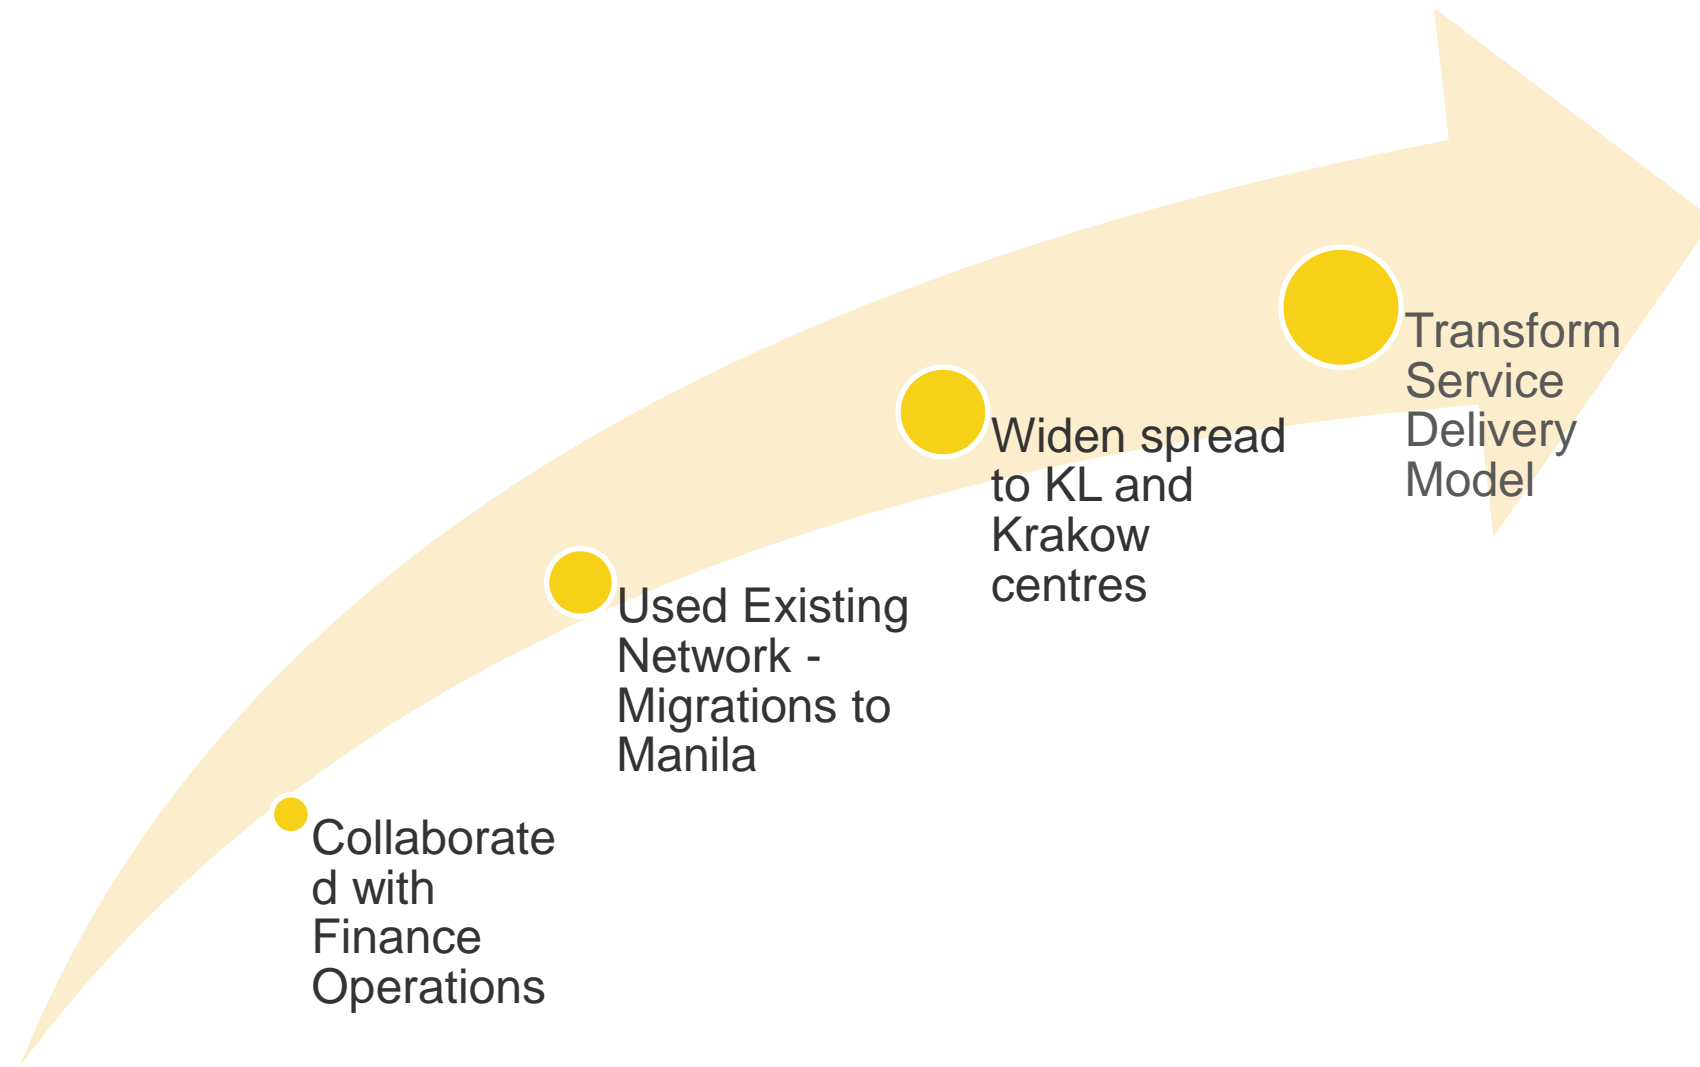 Transform
Service
Delivery
Model
Widen spread
to KL and
Krakow
centres
Used Existing
Network -
Migrations to
Manila
Collaborate
d with
Finance
Operations